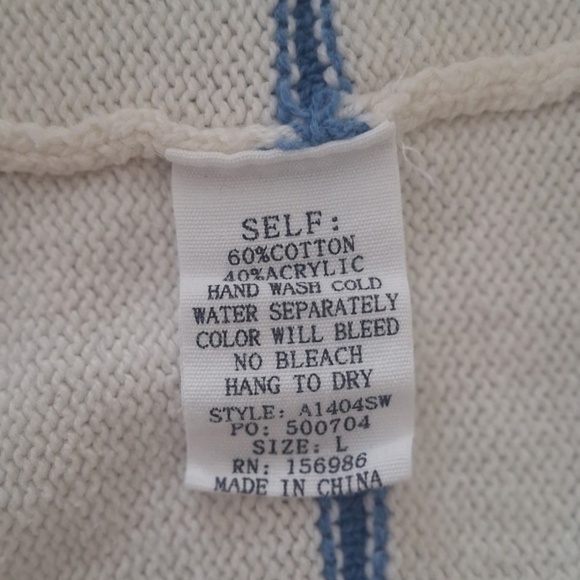 SELF:
60%COTTON
40%ACRYLIC
HAND WASH COLD
WATER SEPARATELY
COLOR WILL BLEED
NO BLEACH
HANG TO DRY
STYLE: A1404SW
PO: 500704
SIZE: L
RN: 156986
MADE IN CHINA